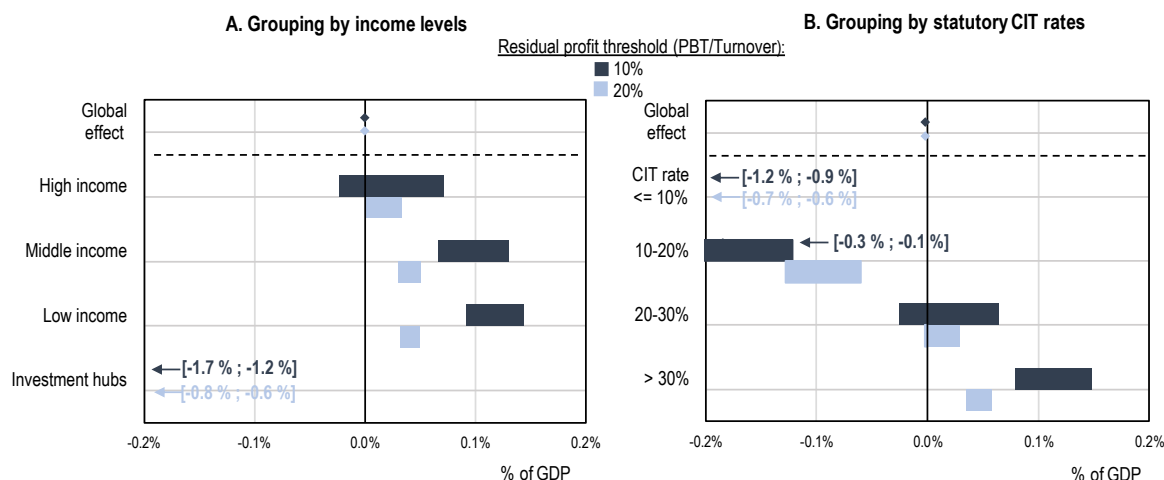 A. Grouping by income levels
B. Grouping by statutory CIT rates
Residual profit threshold (PBT/Turnover):
10%
20%
Global
effect
High income
Middle income
Low income
Investment hubs
[-1.7 % ; -1.2 %]
[-0.8 % ; -0.6 %]
-0.2%
-0.1%
0.0%
0.1%
0.2%
% of GDP
Global
effect
CIT rate
<= 10%
[-1.2 % ; -0.9 %]
[-0.7 % ; -0.6 %]
10-20%
[-0.3 % ; -0.1 %]
20-30%
> 30%
-0.2%
-0.1%
0.0%
0.1%
0.2%
% of GDP